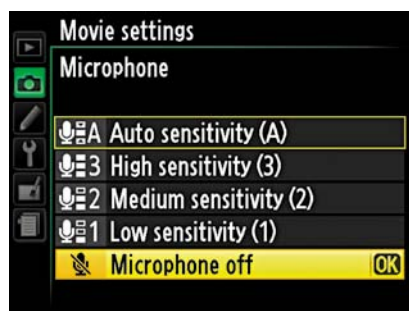 Movie settings
Microphone
A Auto sensitivity (A)
3 High sensitivity (3)
2 Medium sensitivity (2)
1 Low sensitivity (1)
Microphone off OK